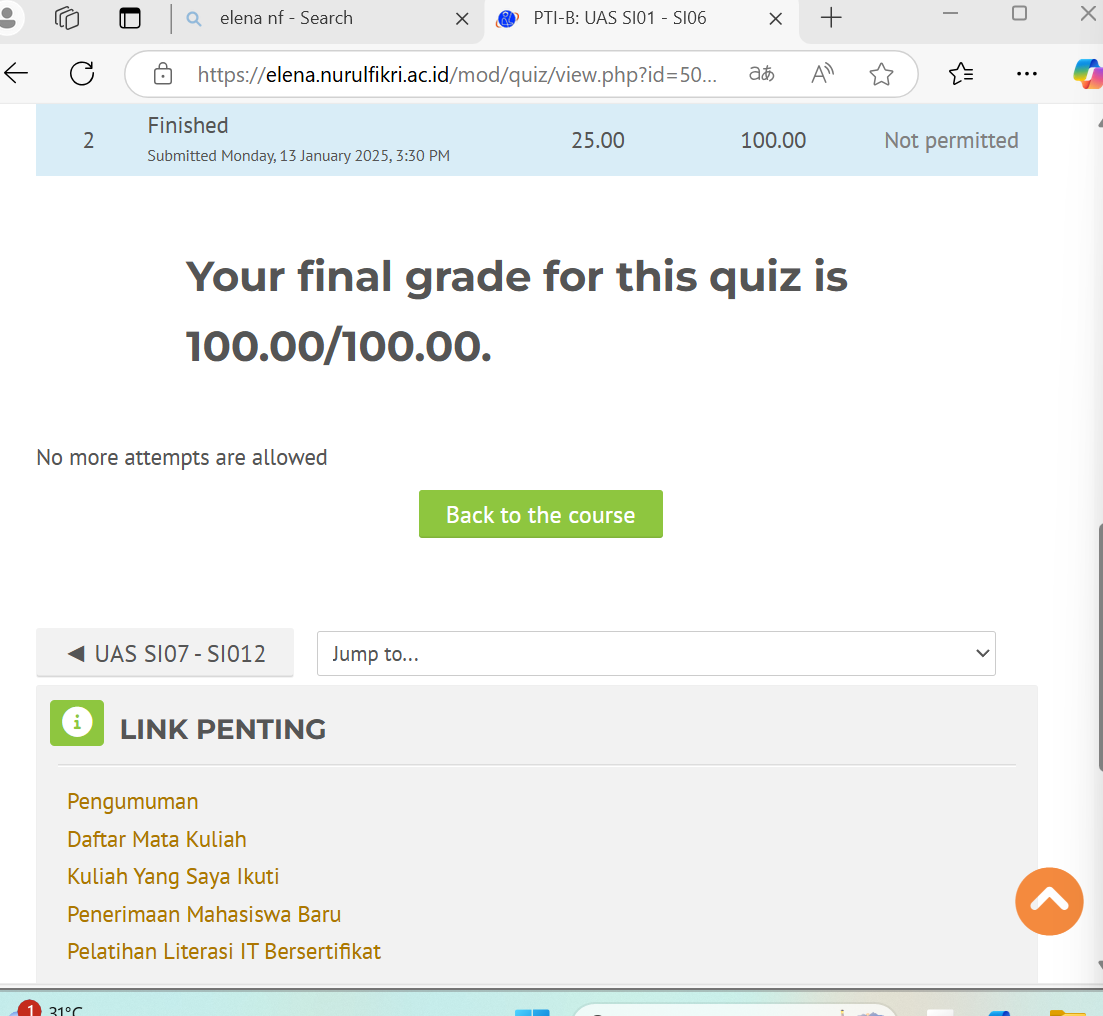 elena nf - Search
PTI-B: UAS SI01 - SI06
https://elena.nurulfikri.ac.id/mod/quiz/view.php?id=50...
aあ
A
2 Finished 25.00 100.00 Not permitted
Submitted Monday, 13 January 2025, 3:30 PM
Your final grade for this quiz is
100.00/100.00.
No more attempts are allowed
Back to the course
◄ UAS SI07 - SI012
Jump to...
i
LINK PENTING
Pengumuman
Daftar Mata Kuliah
Kuliah Yang Saya Ikuti
Penerimaan Mahasiswa Baru
Pelatihan Literasi IT Bersertifikat
1
31°C